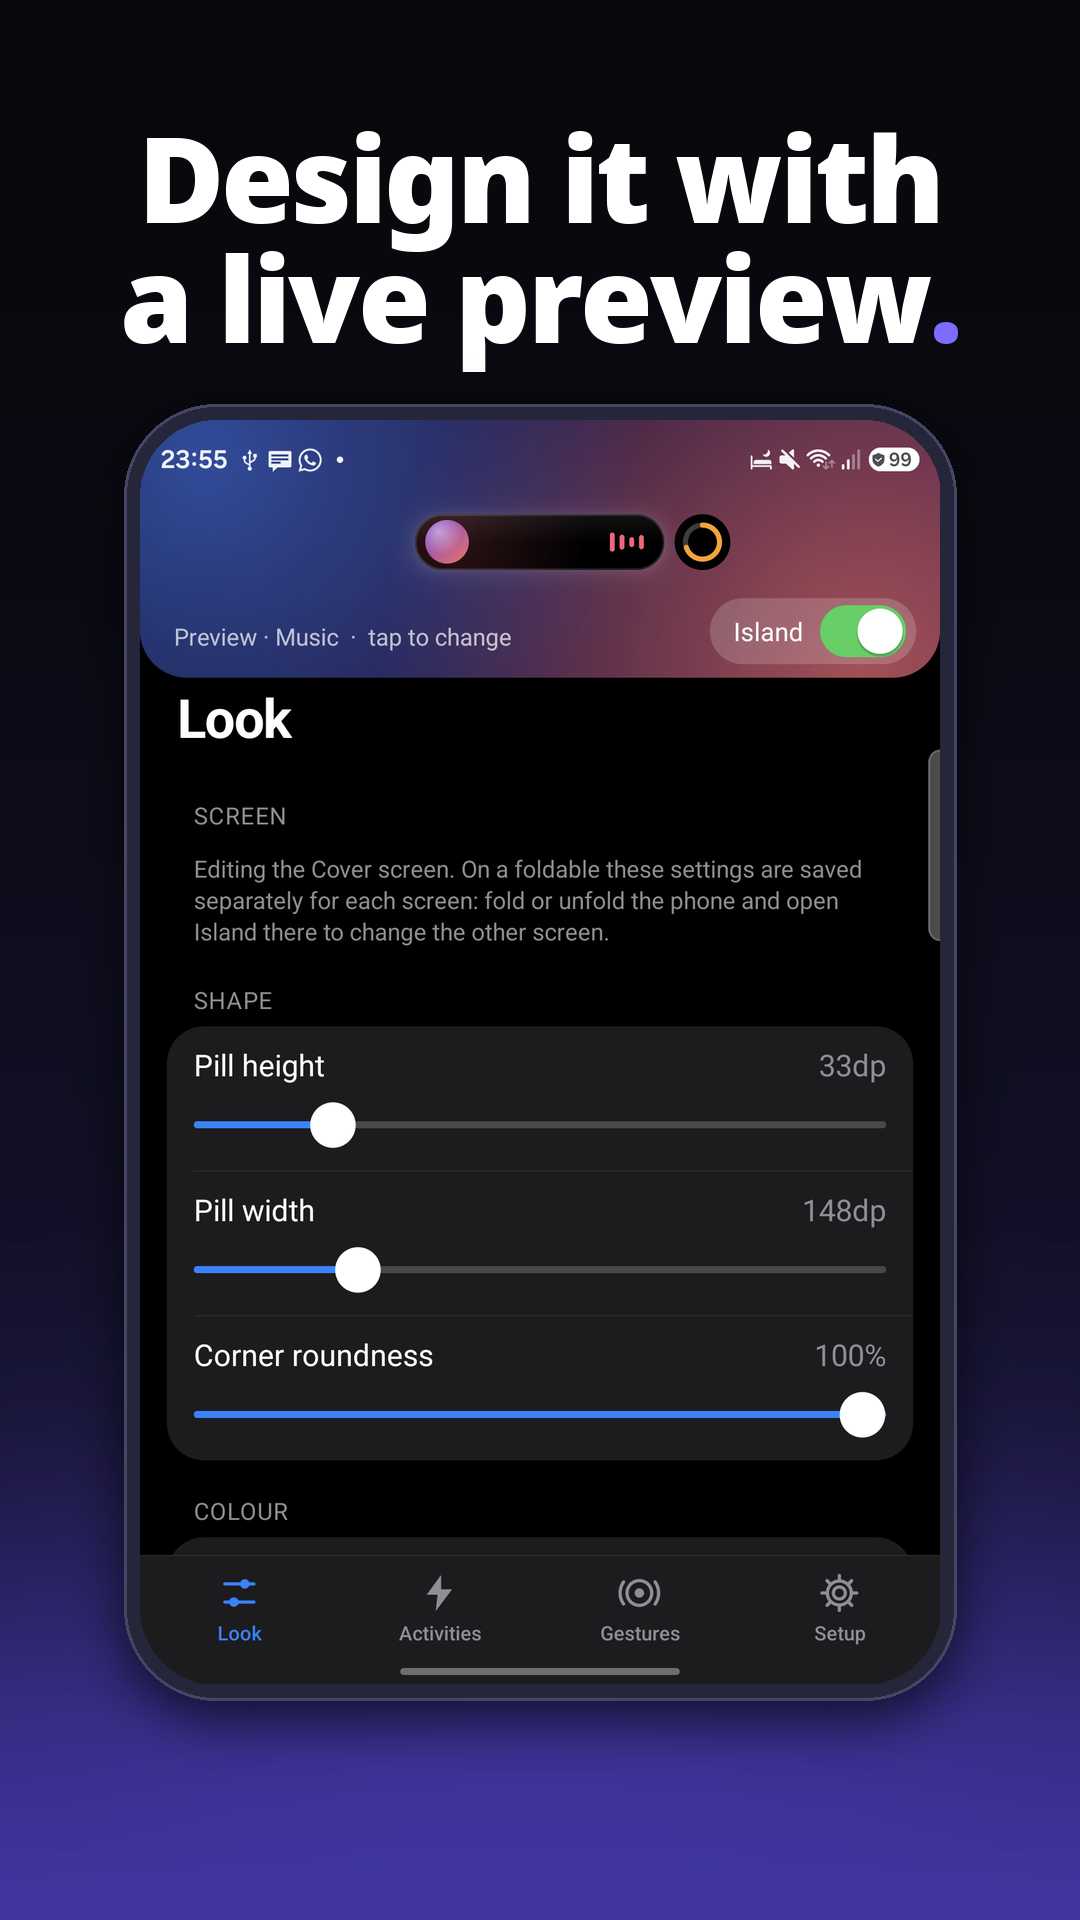 Design it with
a live preview.
23:55
99
Preview · Music · tap to change
Island
Look
SCREEN
Editing the Cover screen. On a foldable these settings are saved
separately for each screen: fold or unfold the phone and open
Island there to change the other screen.
SHAPE
Pill height 33dp
Pill width 148dp
Corner roundness 100%
COLOUR
Look Activities Gestures Setup